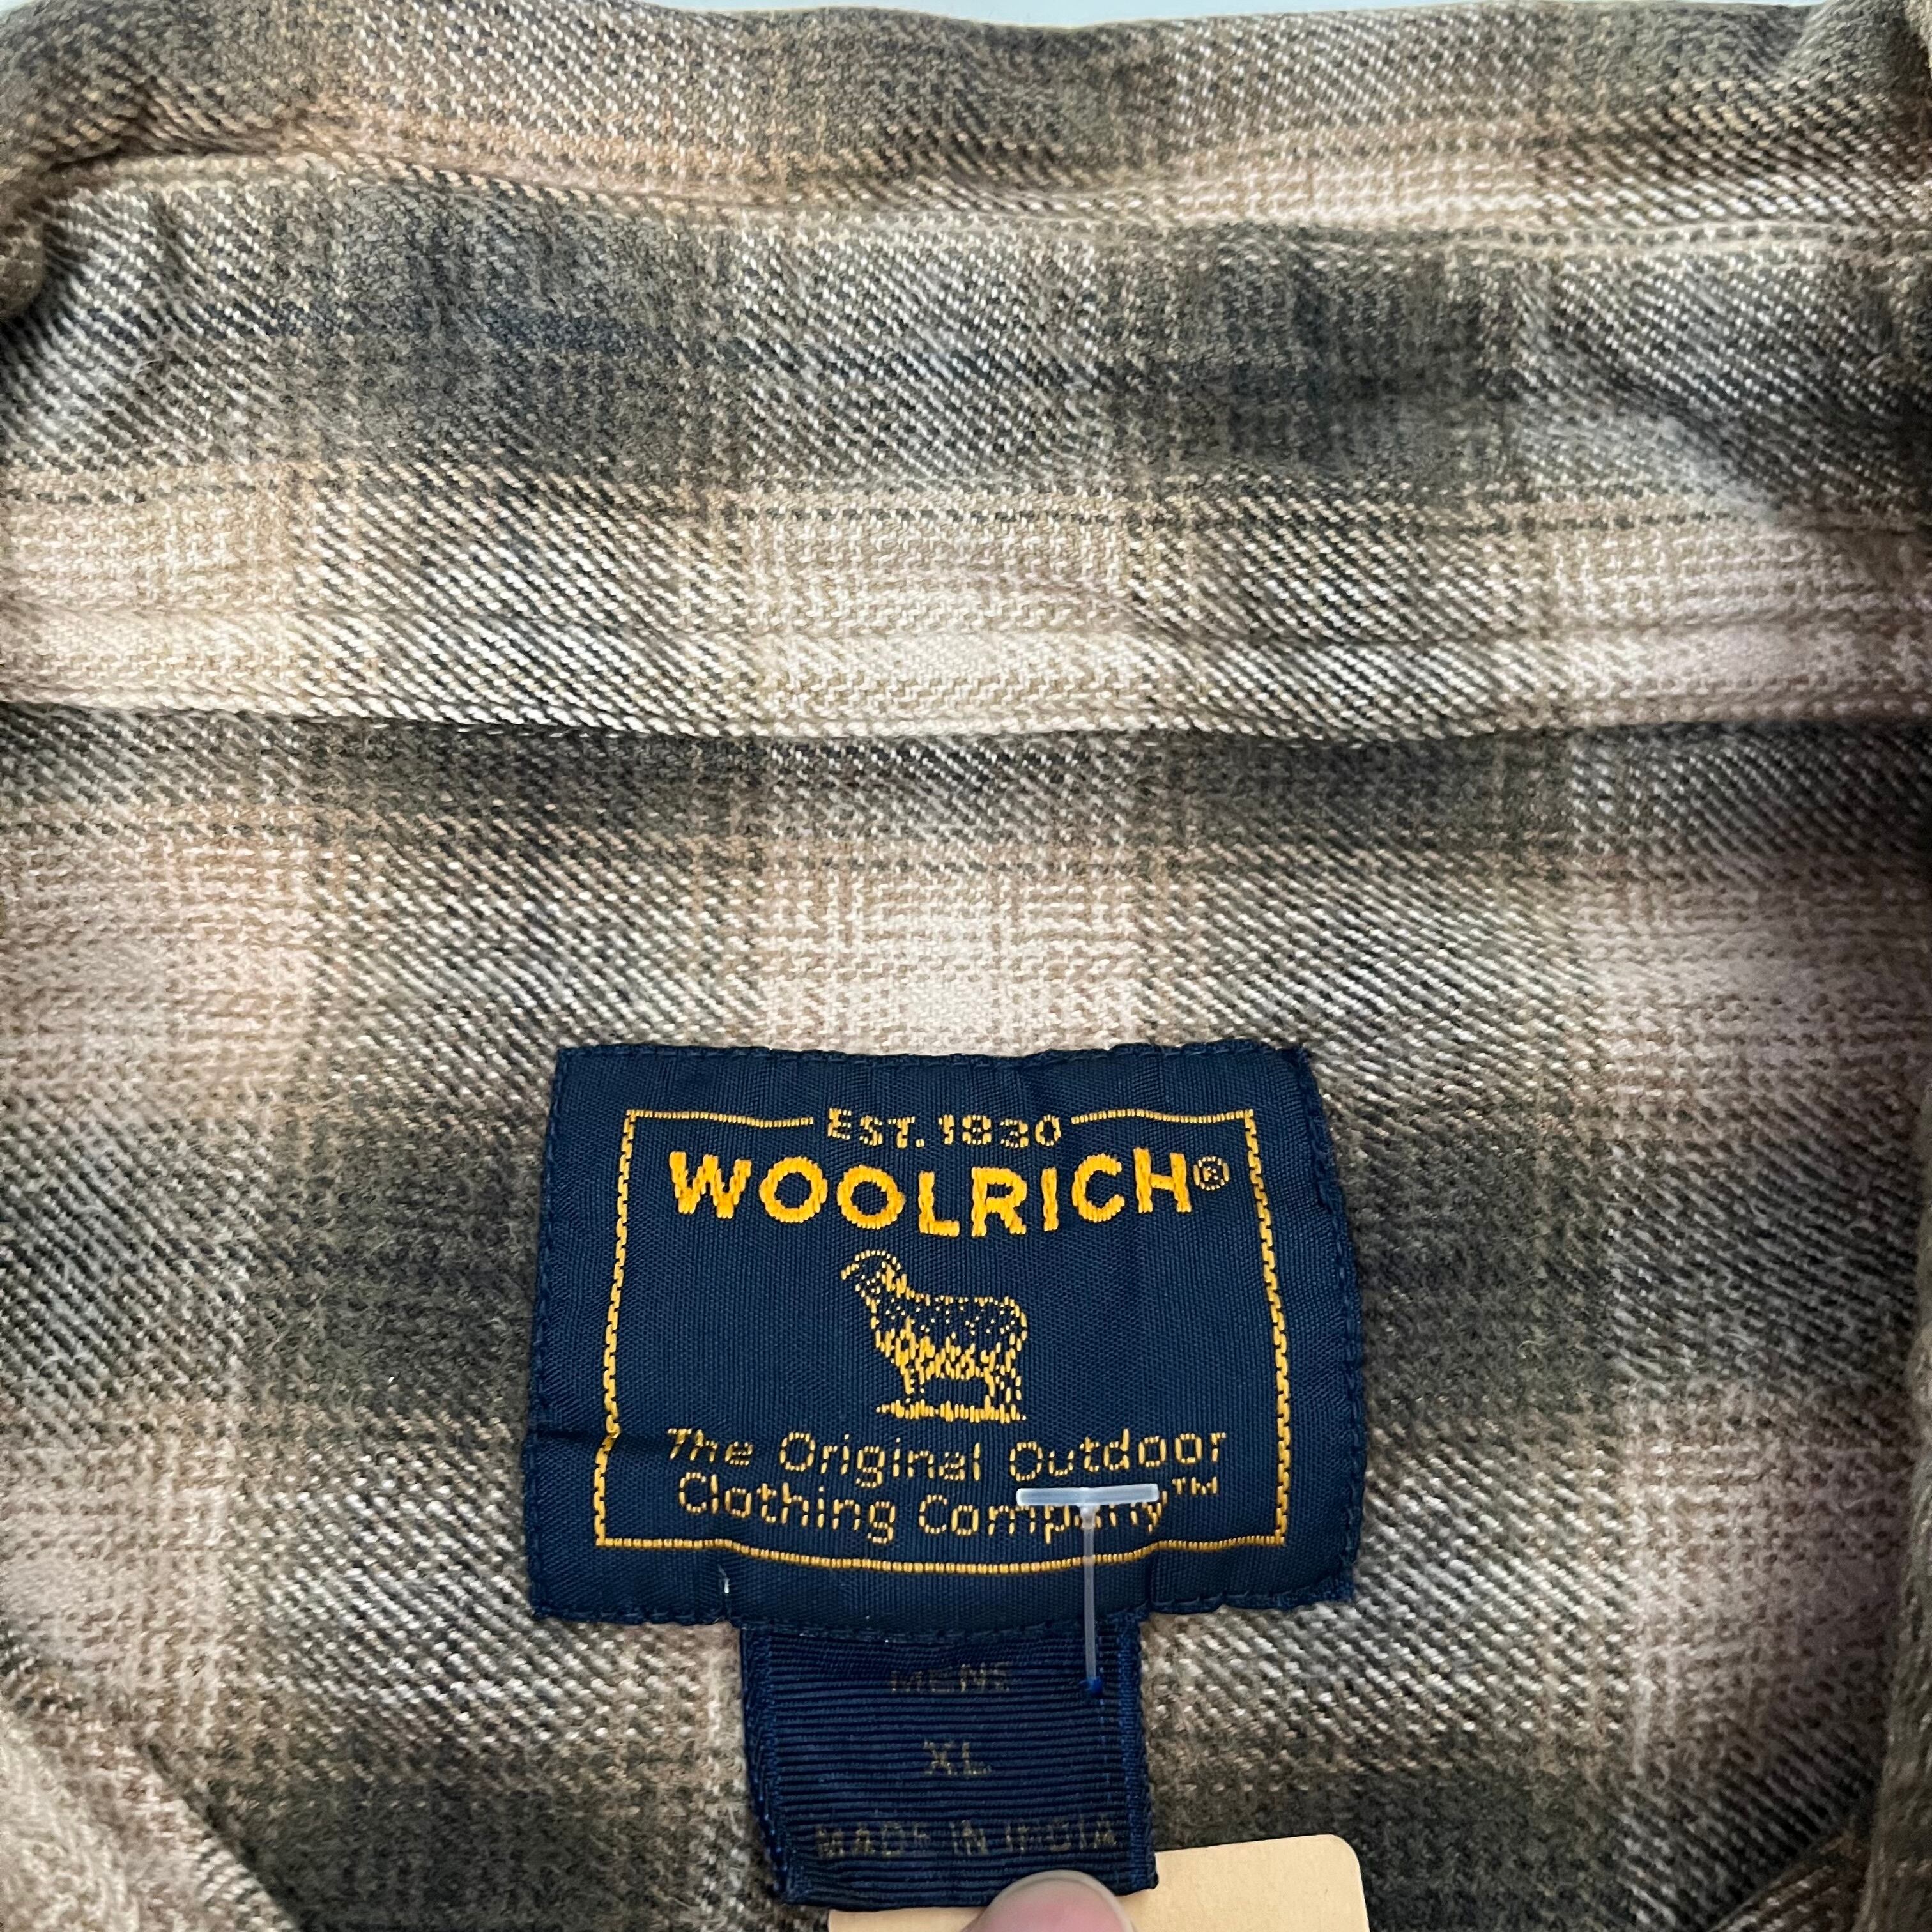 EST. 1830
WOOLRICH®
The Original Outdoor
Clothing Company™
MENS
XL
MADE IN INDIA